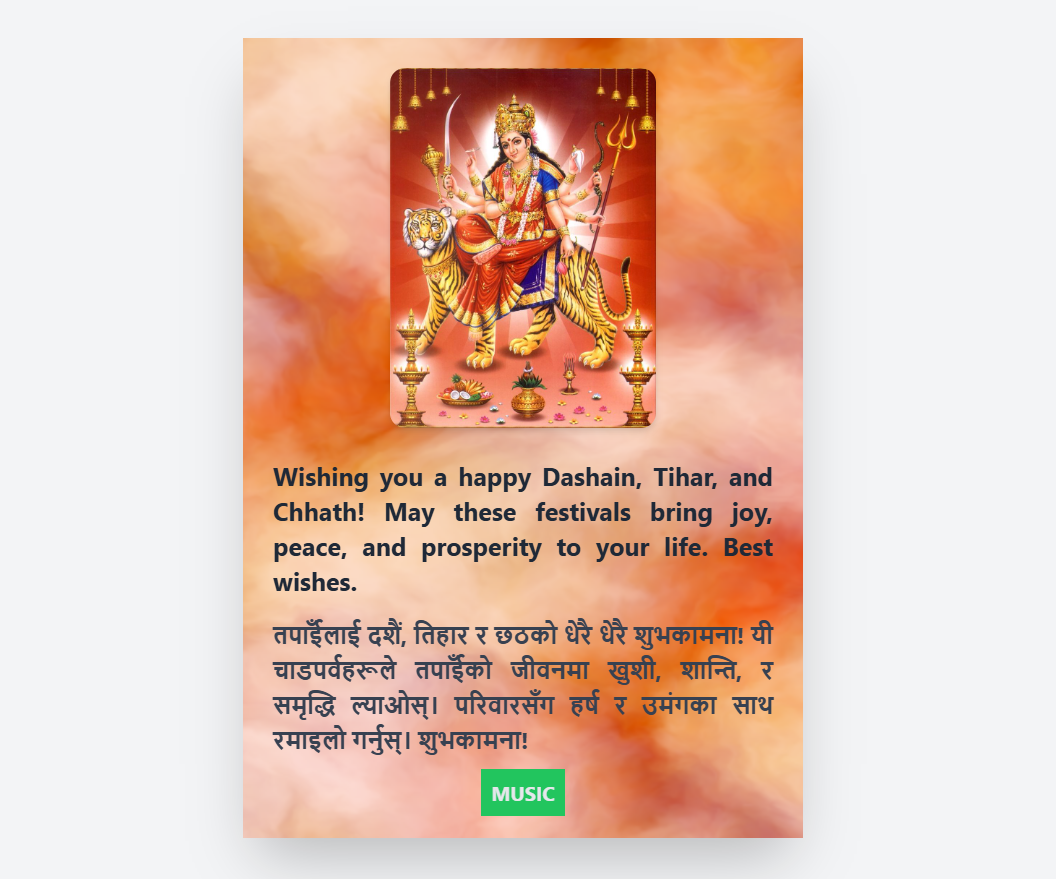 Wishing you a happy Dashain, Tihar, and
Chhath! May these festivals bring joy,
peace, and prosperity to your life. Best
wishes.
तपाईँलाई दशैं, तिहार र छठको धेरै धेरै शुभकामना! यी
चाडपर्वहरूले तपाईँको जीवनमा खुशी, शान्ति, र
समृद्धि ल्याओस्। परिवारसँग हर्ष र उमंगका साथ
रमाइलो गर्नुस्। शुभकामना!
MUSIC